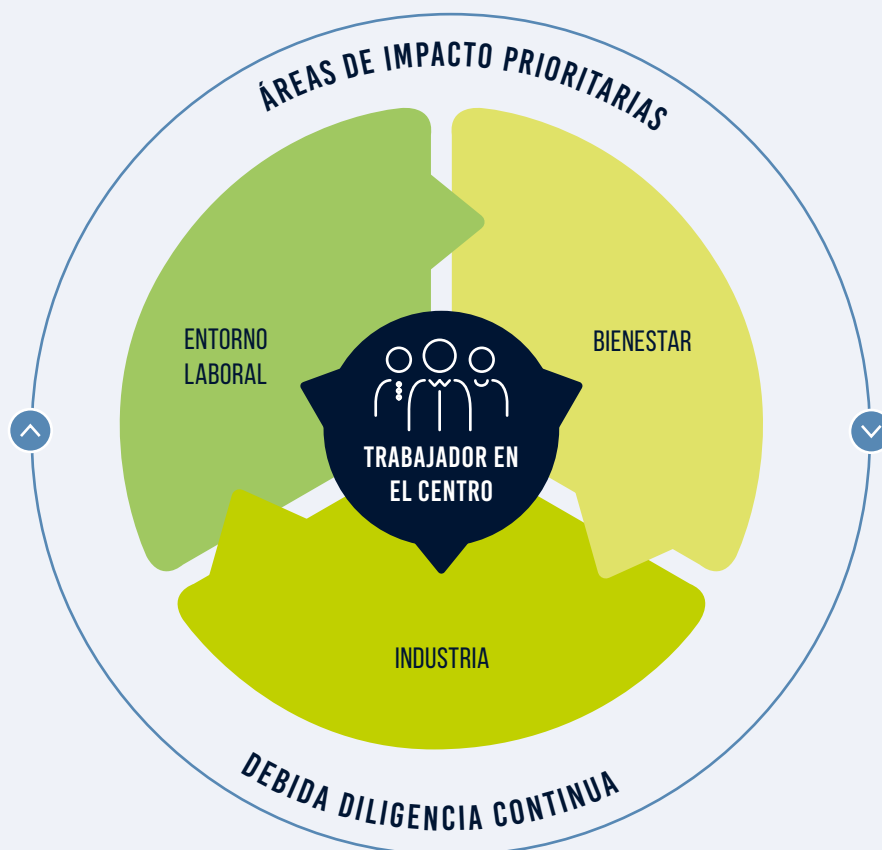 ÁREAS DE IMPACTO PRIORITARIAS
ENTORNO
LABORAL
BIENESTAR
TRABAJADOR EN
EL CENTRO
INDUSTRIA
DEBIDA DILIGENCIA CONTINUA